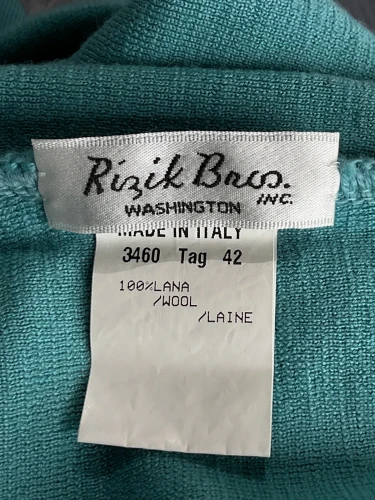 Rizik Bros.
INC.
WASHINGTON
MADE IN ITALY
3460 Tag 42
100%LANA
/WOOL
/LAINE